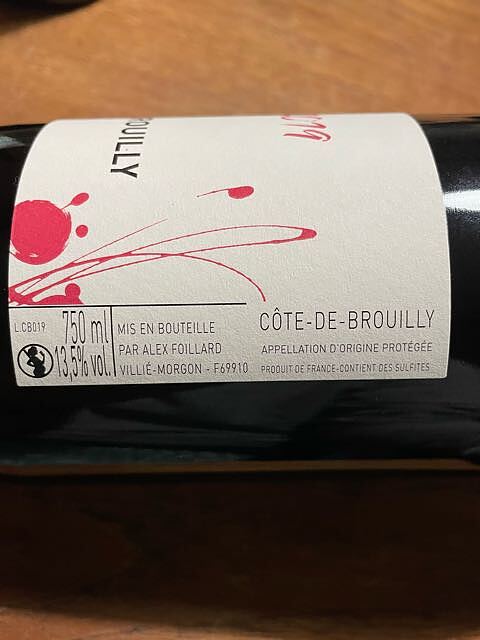 L.CB019
750 ml
13,5% vol.
MIS EN BOUTEILLE
PAR ALEX FOILLARD
VILLIÉ-MORGON - F69910
CÔTE-DE-BROUILLY
APPELLATION D'ORIGINE PROTÉGÉE
PRODUIT DE FRANCE-CONTIENT DES SULFITES